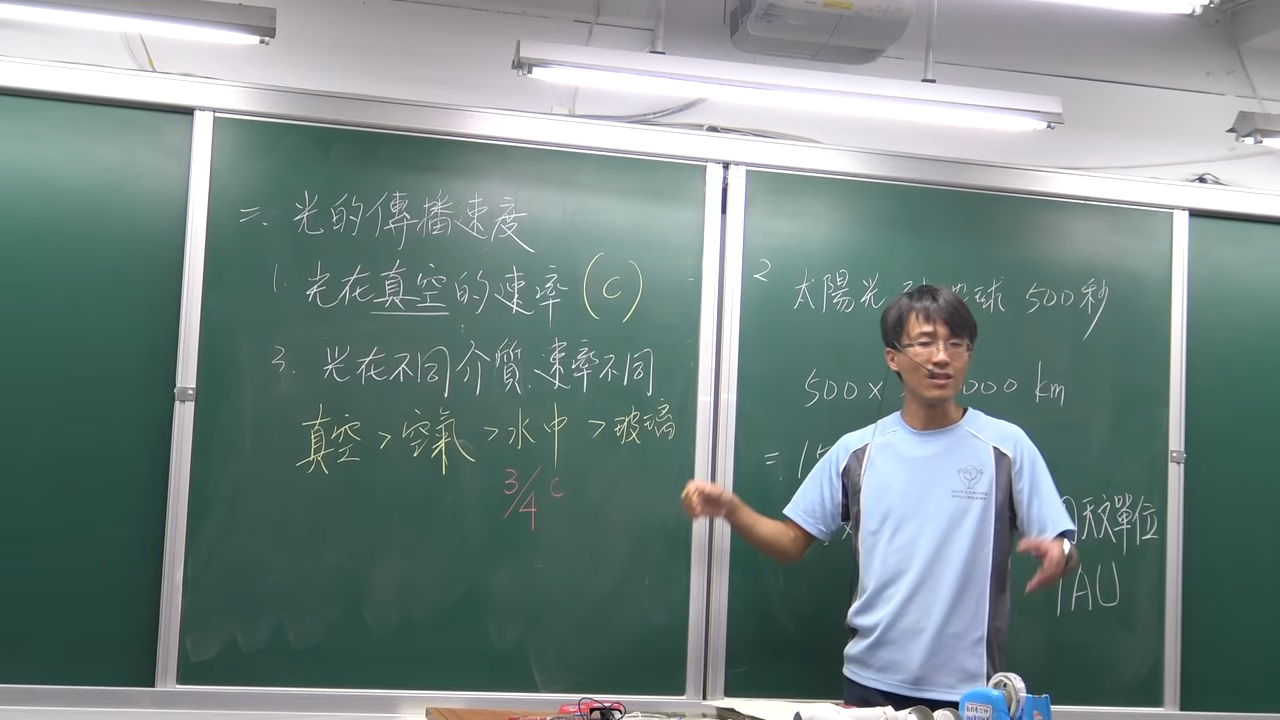 二、光的傳播速度
1. 光在真空的速率 (c)
3. 光在不同介質速率不同
真空 > 空氣 > 水中 > 玻璃
3/4 c
2 太陽光 地球 500秒
500 x 000 km
= 15
天文單位
1AU